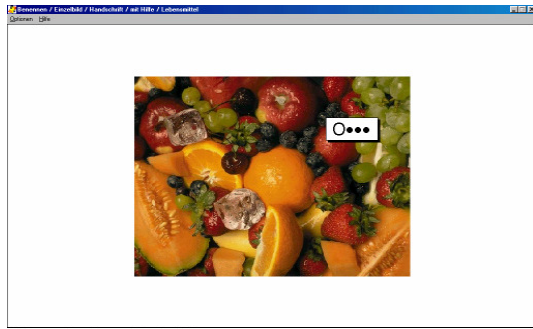 Benennen / Einzelbild / Handschrift / mit Hilfe / Lebensmittel
Optionen Hilfe
O●●●